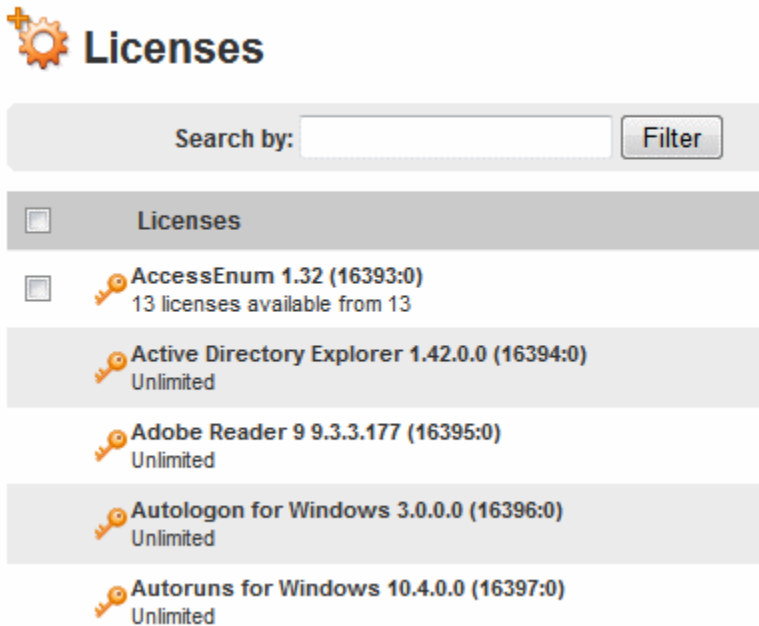 Licenses
Search by: Filter
Licenses
AccessEnum 1.32 (16393:0)
13 licenses available from 13
Active Directory Explorer 1.42.0.0 (16394:0)
Unlimited
Adobe Reader 9 9.3.3.177 (16395:0)
Unlimited
Autologon for Windows 3.0.0.0 (16396:0)
Unlimited
Autoruns for Windows 10.4.0.0 (16397:0)
Unlimited